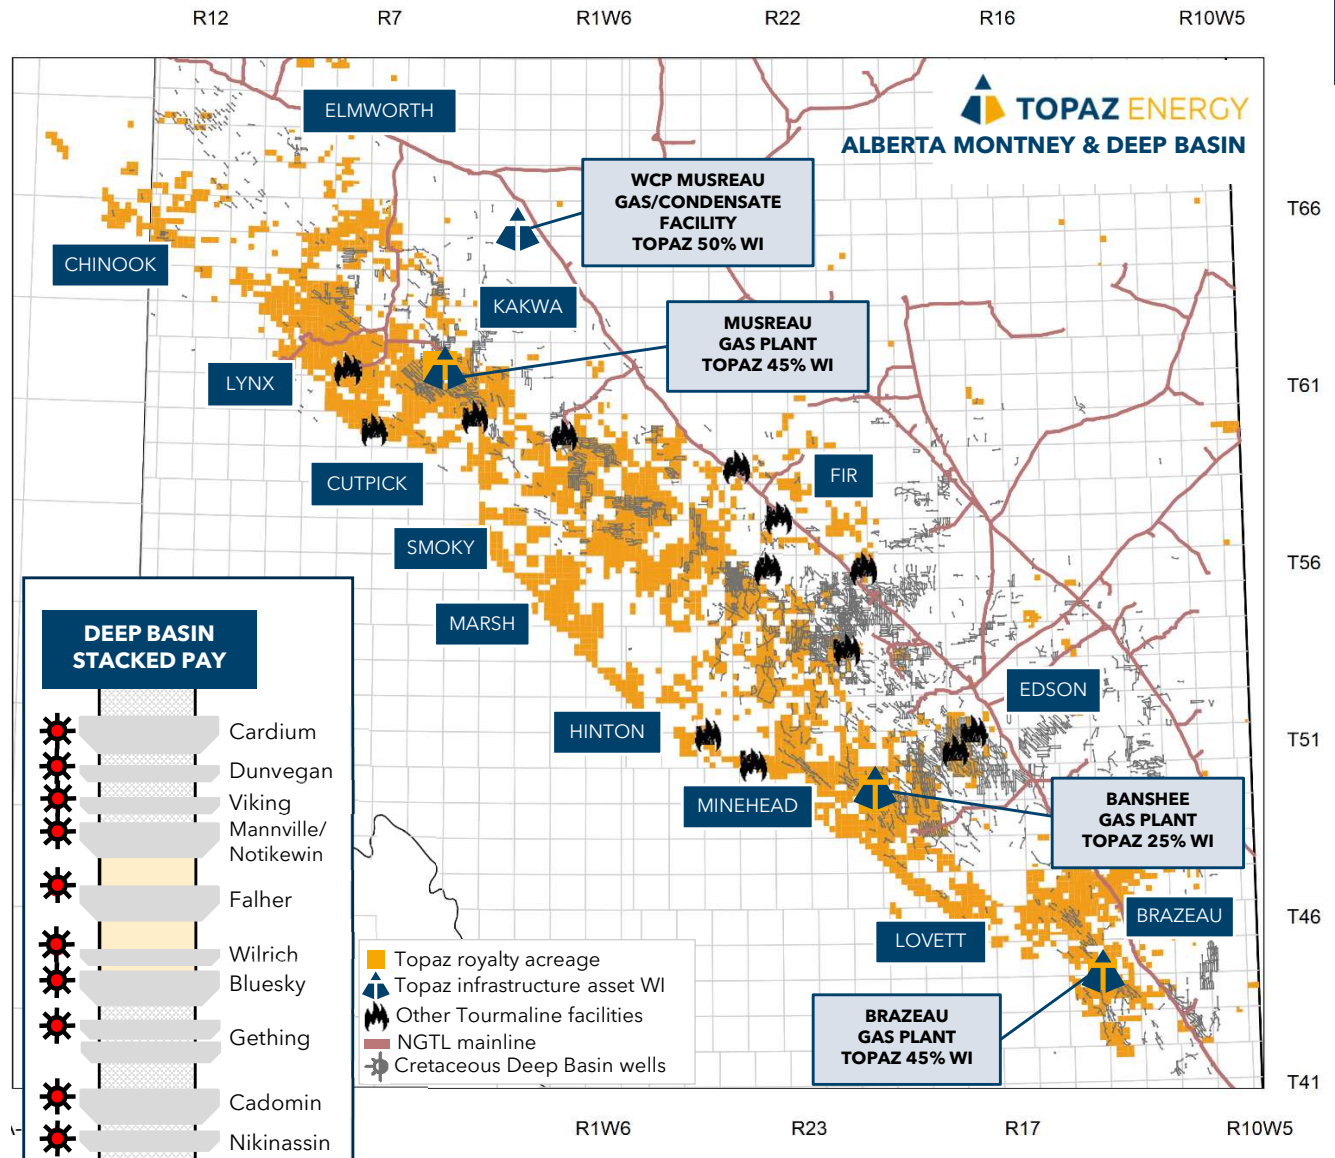 R12
R7
R1W6
R22
R16
R10W5
TOPAZ ENERGY
ALBERTA MONTNEY & DEEP BASIN
ELMWORTH
WCP MUSREAU
GAS/CONDENSATE
FACILITY
TOPAZ 50% WI
T66
CHINOOK
KAKWA
MUSREAU
GAS PLANT
TOPAZ 45% WI
LYNX
T61
CUTPICK
FIR
SMOKY
T56
MARSH
EDSON
HINTON
T51
MINEHEAD
BANSHEE
GAS PLANT
TOPAZ 25% WI
BRAZEAU
T46
LOVETT
BRAZEAU
GAS PLANT
TOPAZ 45% WI
T41
DEEP BASIN
STACKED PAY
Cardium
Dunvegan
Viking
Mannville/
Notikewin
Falher
Wilrich
Bluesky
Gething
Cadomin
Nikinassin
Topaz royalty acreage
Topaz infrastructure asset WI
Other Tourmaline facilities
NGTL mainline
Cretaceous Deep Basin wells
R1W6
R23
R17
R10W5